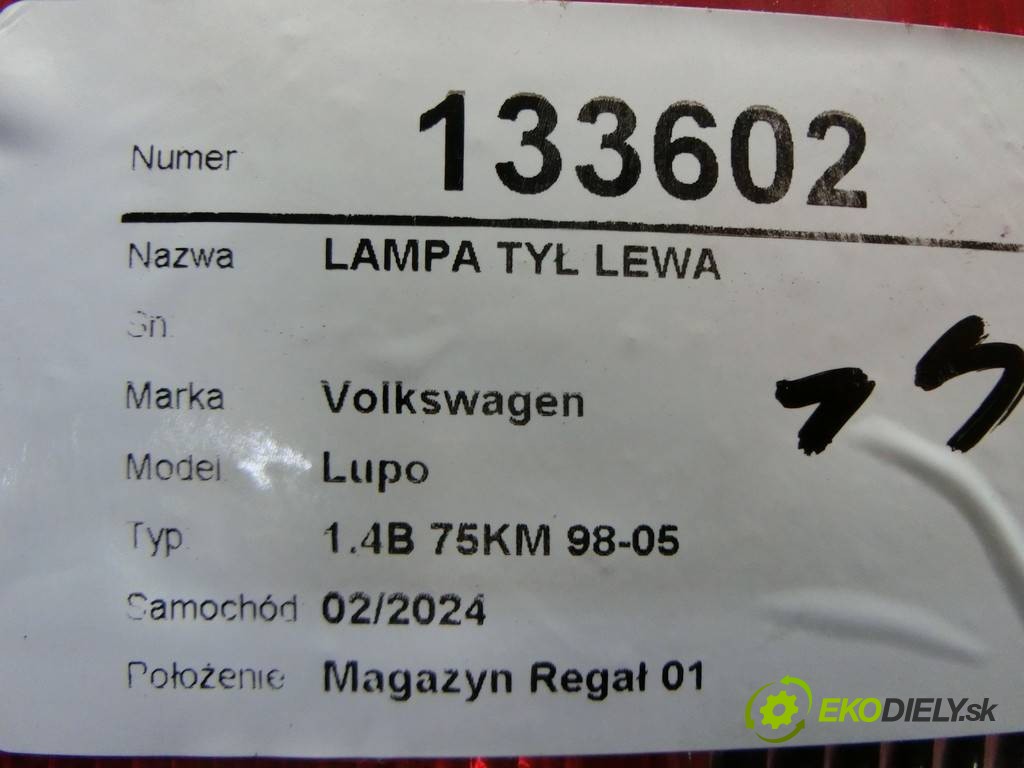 Numer 133602
Nazwa LAMPA TYŁ LEWA
Sn.
Marka Volkswagen
Model Lupo
Typ 1.4B 75KM 98-05
Samochód 02/2024
Położenie Magazyn Regał 01
EKODIELY.sk